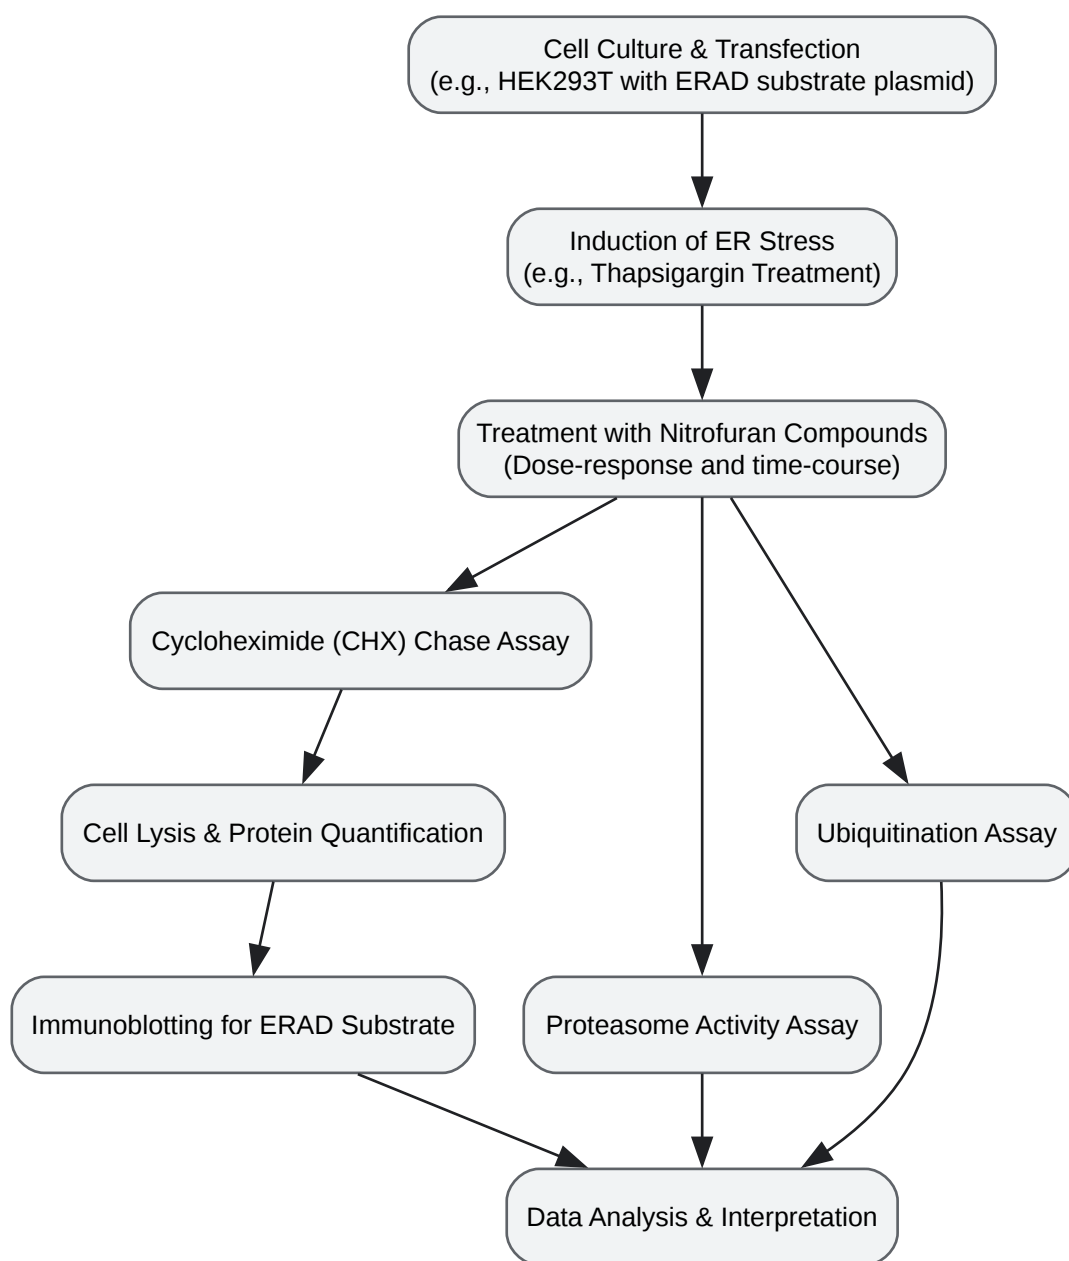 Cell Culture & Transfection
(e.g., HEK293T with ERAD substrate plasmid)
Induction of ER Stress
(e.g., Thapsigargin Treatment)
Treatment with Nitrofuran Compounds
(Dose-response and time-course)
Cycloheximide (CHX) Chase Assay
Cell Lysis & Protein Quantification
Ubiquitination Assay
Immunoblotting for ERAD Substrate
Proteasome Activity Assay
Data Analysis & Interpretation